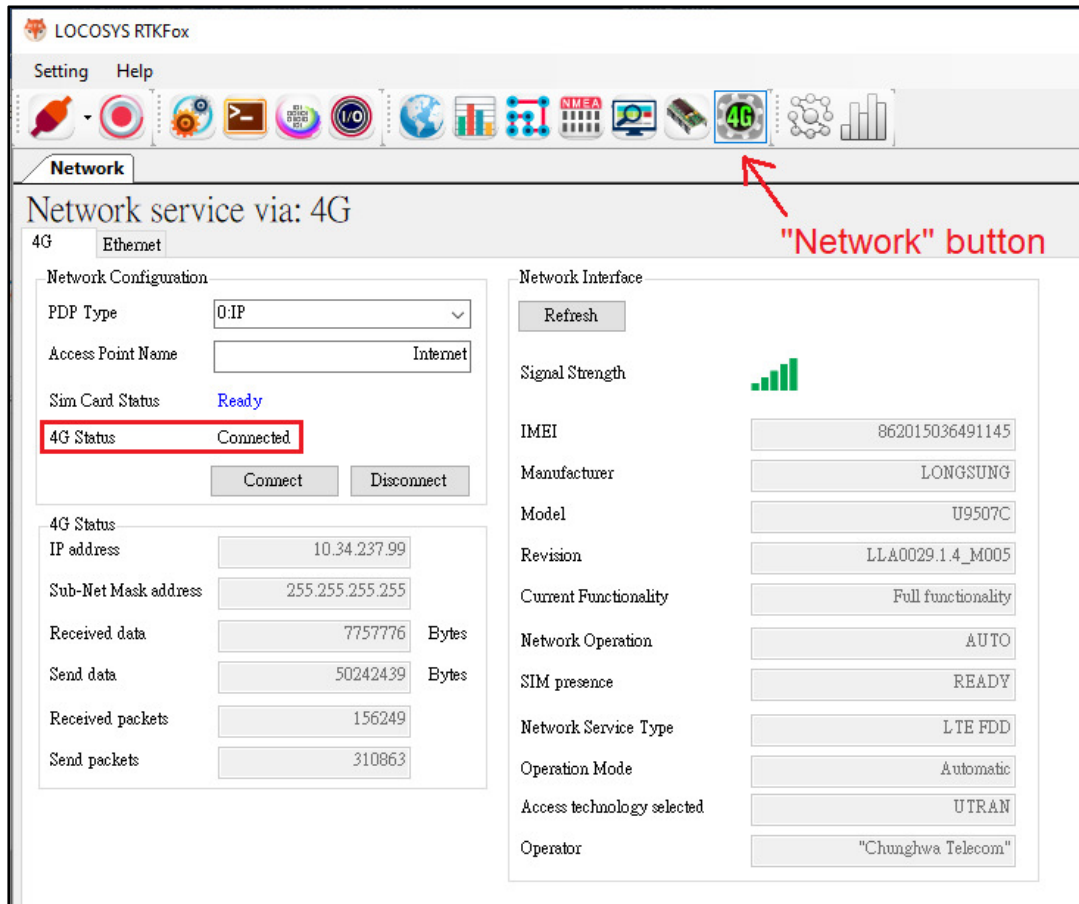 LOCOSYS RTKFox
Setting Help
>_
I/O
NMEA
4G
Network
"Network" button
Network service via: 4G
4G Ethernet
Network Configuration
PDP Type 0:IP
Access Point Name Internet
Sim Card Status Ready
4G Status Connected
Connect Disconnect
4G Status
IP address 10.34.237.99
Sub-Net Mask address 255.255.255.255
Received data 7757776 Bytes
Send data 50242439 Bytes
Received packets 156249
Send packets 310863
Network Interface
Refresh
Signal Strength
IMEI 862015036491145
Manufacturer LONGSUNG
Model U9507C
Revision LLA0029.1.4_M005
Current Functionality Full functionality
Network Operation AUTO
SIM presence READY
Network Service Type LTE FDD
Operation Mode Automatic
Access technology selected UTRAN
Operator "Chunghwa Telecom"